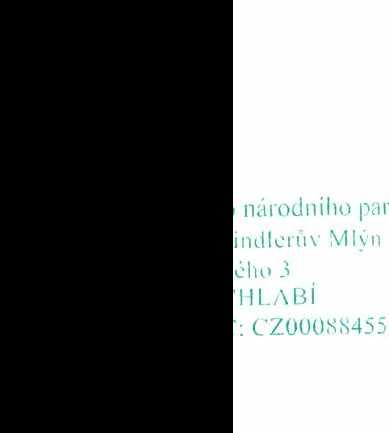 národního par
indlerův Mlýn
ého 3
HLABÍ
: CZ00088455